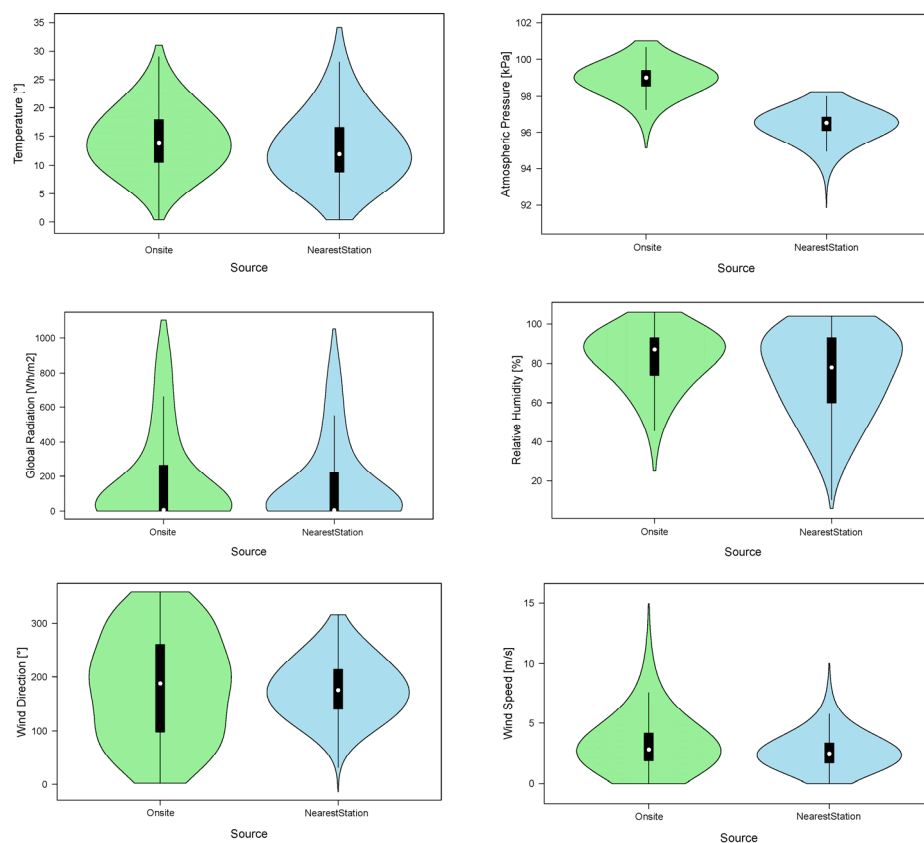 35
30
25
20
15
10
5
0
Temperature [°]
Onsite
NearestStation
Source
100
98
96
94
92
Atmospheric Pressure [kPa]
Onsite
NearestStation
Source
1000
800
600
400
200
0
Global Radiation [Wh/m2]
Onsite
NearestStation
Source
100
80
60
40
20
Relative Humidity [%]
Onsite
NearestStation
Source
300
200
100
0
Wind Direction [°]
Onsite
NearestStation
Source
15
10
5
0
Wind Speed [m/s]
Onsite
NearestStation
Source